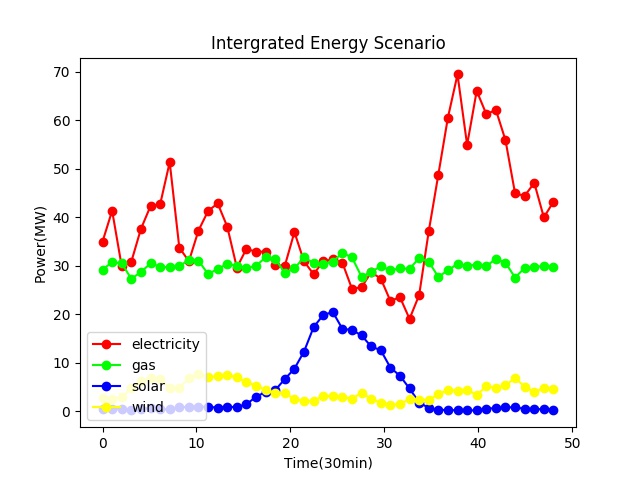 Intergrated Energy Scenario
Power(MW)
70
60
50
40
30
20
10
0
electricity
gas
solar
wind
0 10 20 30 40 50
Time(30min)